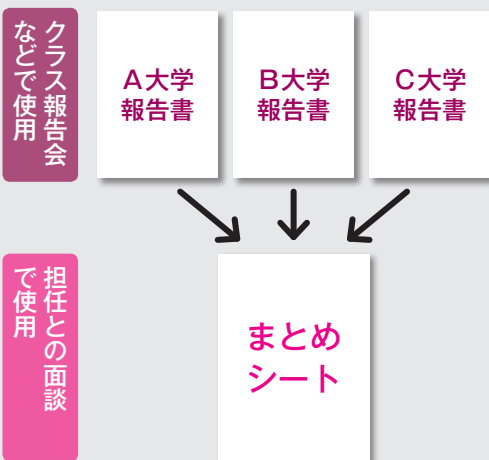 クラス報告会
などで使用
A大学
報告書
B大学
報告書
C大学
報告書
担任との面談
で使用
まとめ
シート